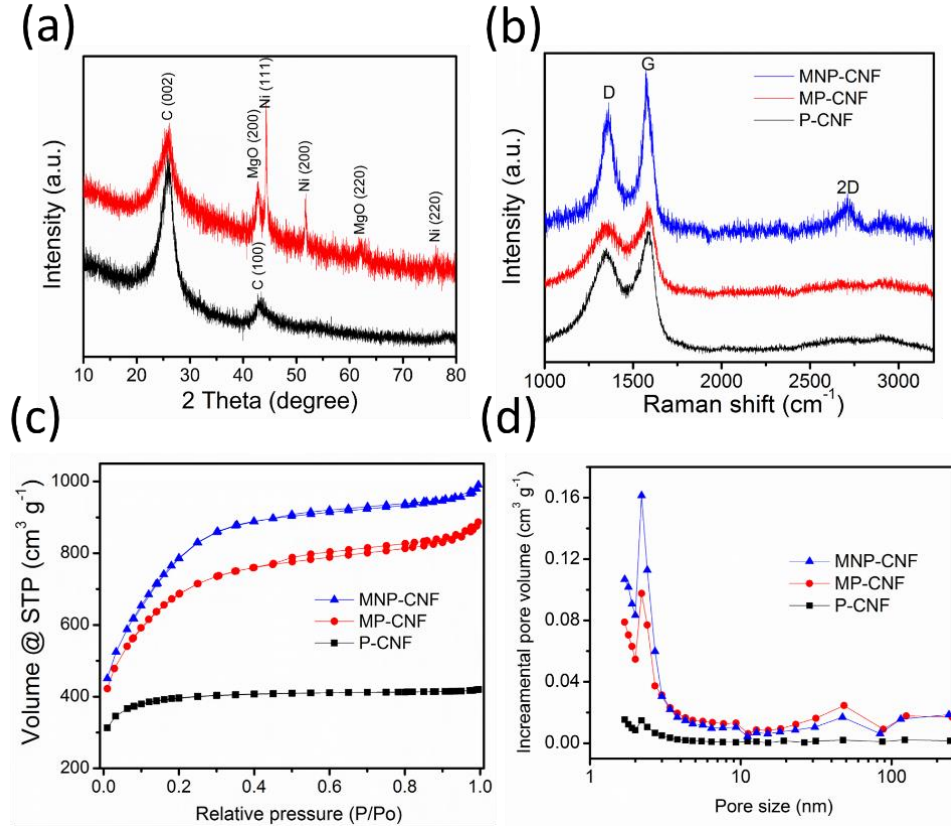 (a)
Intensity (a.u.)
C (002)
MgO (200)
Ni (111)
Ni (200)
MgO (220)
Ni (220)
C (100)
10 20 30 40 50 60 70 80
2 Theta (degree)
(b)
Intensity (a.u.)
D
G
2D
MNP-CNF
MP-CNF
P-CNF
1000 1500 2000 2500 3000
Raman shift (cm⁻¹)
(c)
Volume @ STP (cm³ g⁻¹)
1000
800
600
400
200
MNP-CNF
MP-CNF
P-CNF
0.0 0.2 0.4 0.6 0.8 1.0
Relative pressure (P/Po)
(d)
Increamental pore volume (cm³ g⁻¹)
0.16
0.12
0.08
0.04
0.00
MNP-CNF
MP-CNF
P-CNF
1 10 100
Pore size (nm)